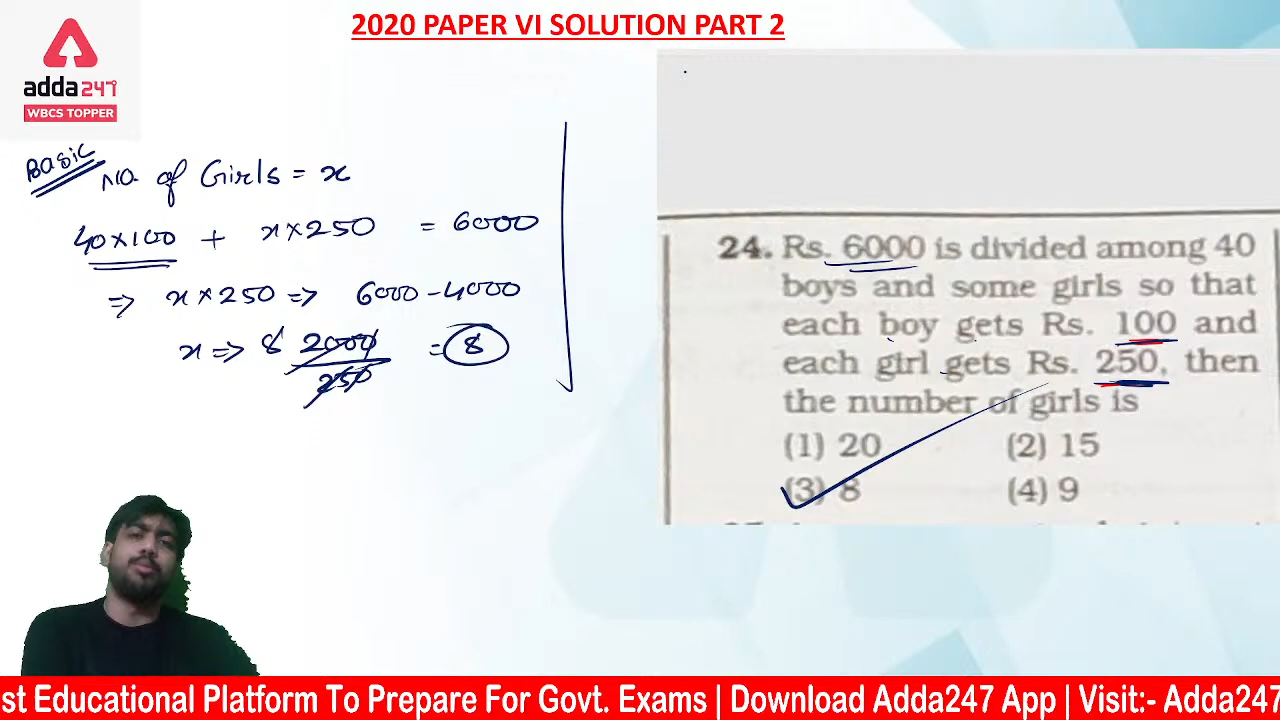 2020 PAPER VI SOLUTION PART 2
adda247
WBCS TOPPER
Basic
No. of Girls = x
40×100 + x×250 = 6000
⇒ x×250 ⇒ 6000 - 4000
x ⇒ 8 2000/250 = 8
24. Rs. 6000 is divided among 40
boys and some girls so that
each boy gets Rs. 100 and
each girl gets Rs. 250, then
the number of girls is
(1) 20 (2) 15
(3) 8 (4) 9
st Educational Platform To Prepare For Govt. Exams | Download Adda247 App | Visit:- Adda247